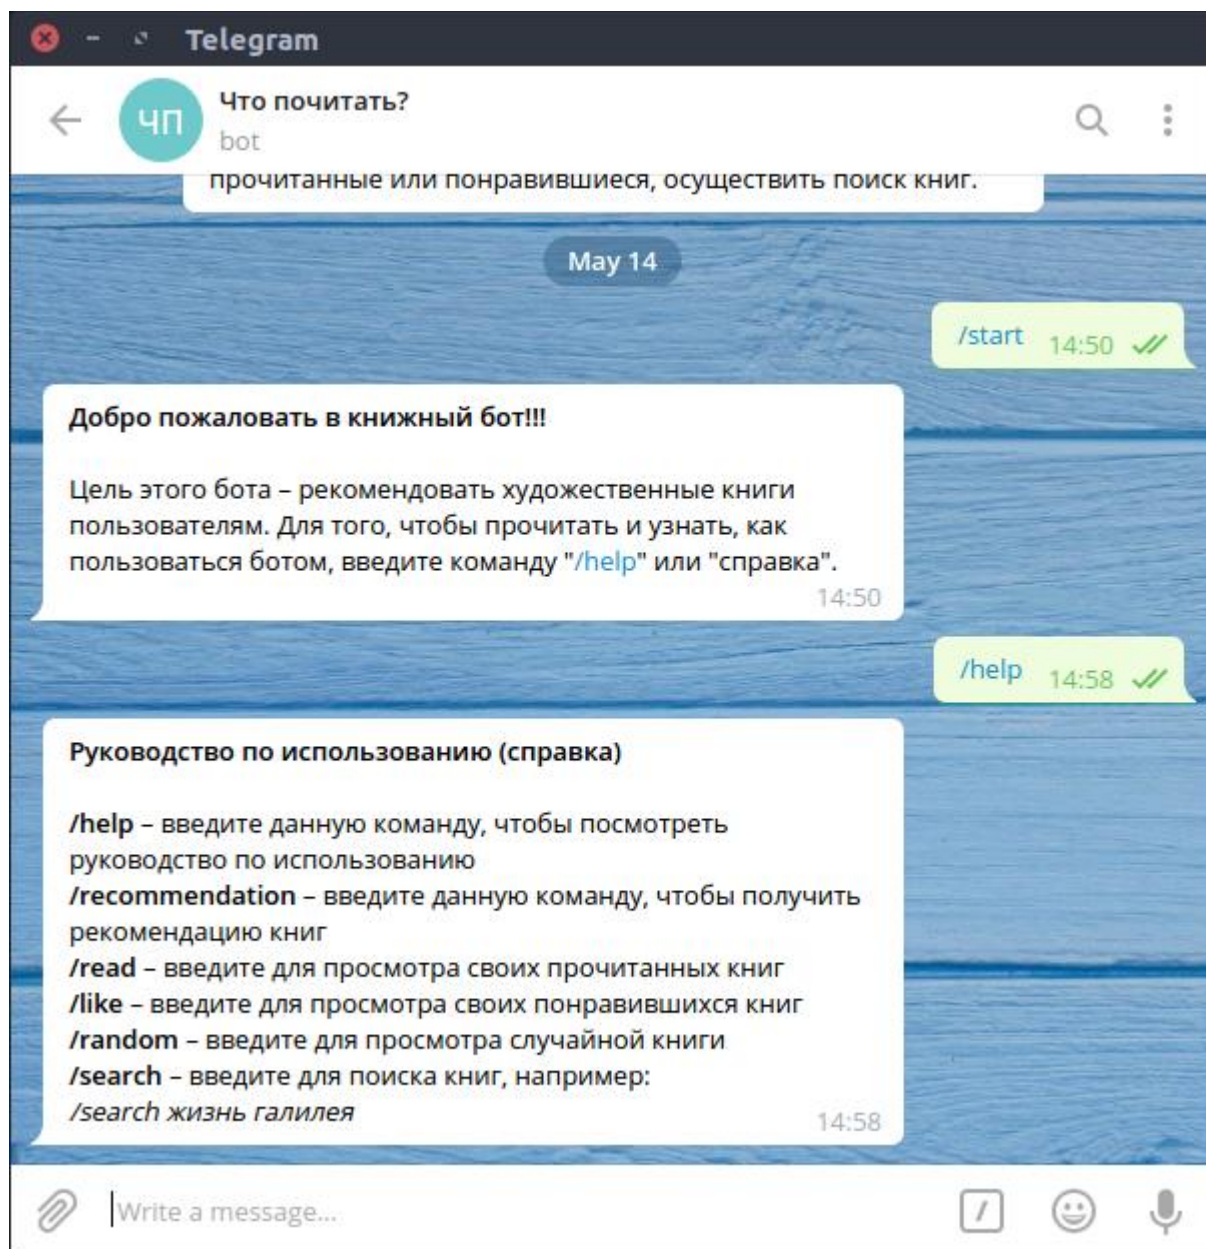 Telegram
ЧП
Что почитать?
bot
прочитанные или понравившиеся, осуществить поиск книг.
May 14
/start 14:50
Добро пожаловать в книжный бот!!!
Цель этого бота – рекомендовать художественные книги
пользователям. Для того, чтобы прочитать и узнать, как
пользоваться ботом, введите команду "/help" или "справка".
14:50
/help 14:58
Руководство по использованию (справка)
/help – введите данную команду, чтобы посмотреть
руководство по использованию
/recommendation – введите данную команду, чтобы получить
рекомендацию книг
/read – введите для просмотра своих прочитанных книг
/like – введите для просмотра своих понравившихся книг
/random – введите для просмотра случайной книги
/search – введите для поиска книг, например:
/search жизнь галилея
14:58
Write a message...
/